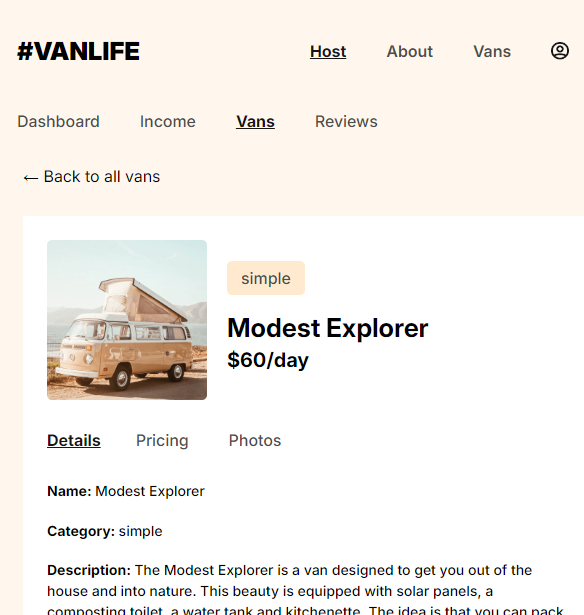 #VANLIFE Host About Vans
Dashboard Income Vans Reviews
← Back to all vans
simple
Modest Explorer
$60/day
Details Pricing Photos
Name: Modest Explorer
Category: simple
Description: The Modest Explorer is a van designed to get you out of the
house and into nature. This beauty is equipped with solar panels, a
composting toilet, a water tank and kitchenette. The idea is that you can pack